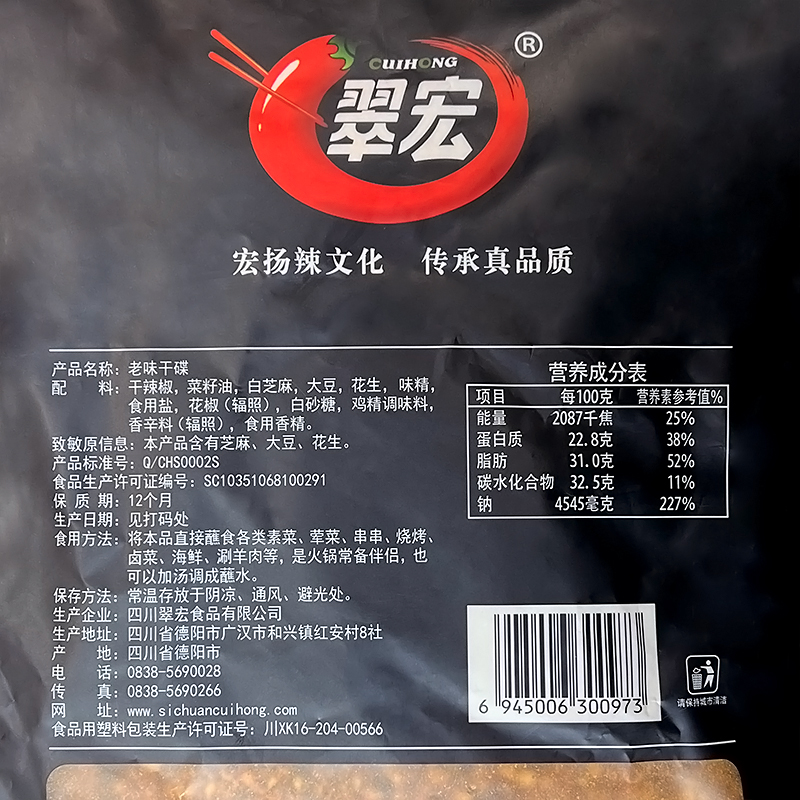 CUIHONG
®
翠宏
宏扬辣文化 传承真品质
产品名称：老味干碟
配 料：干辣椒，菜籽油，白芝麻，大豆，花生，味精，
食用盐，花椒（辐照），白砂糖，鸡精调味料，
香辛料（辐照），食用香精。
致敏原信息：本产品含有芝麻、大豆、花生。
产品标准号：Q/CHS0002S
食品生产许可证编号：SC10351068100291
保 质 期：12个月
生产日期：见打码处
食用方法：将本品直接蘸食各类素菜、荤菜、串串、烧烤、
卤菜、海鲜、涮羊肉等，是火锅常备伴侣，也
可以加汤调成蘸水。
保存方法：常温存放于阴凉、通风、避光处。
生产企业：四川翠宏食品有限公司
生产地址：四川省德阳市广汉市和兴镇红安村8社
产 地：四川省德阳市
电 话：0838-5690028
传 真：0838-5690266
网 址：www.sichuancuihong.com
食品用塑料包装生产许可证号：川XK16-204-00566
营养成分表
项目 每100克 营养素参考值%
能量 2087千焦 25%
蛋白质 22.8克 38%
脂肪 31.0克 52%
碳水化合物 32.5克 11%
钠 4545毫克 227%
6 945006 300973
请保持城市清洁